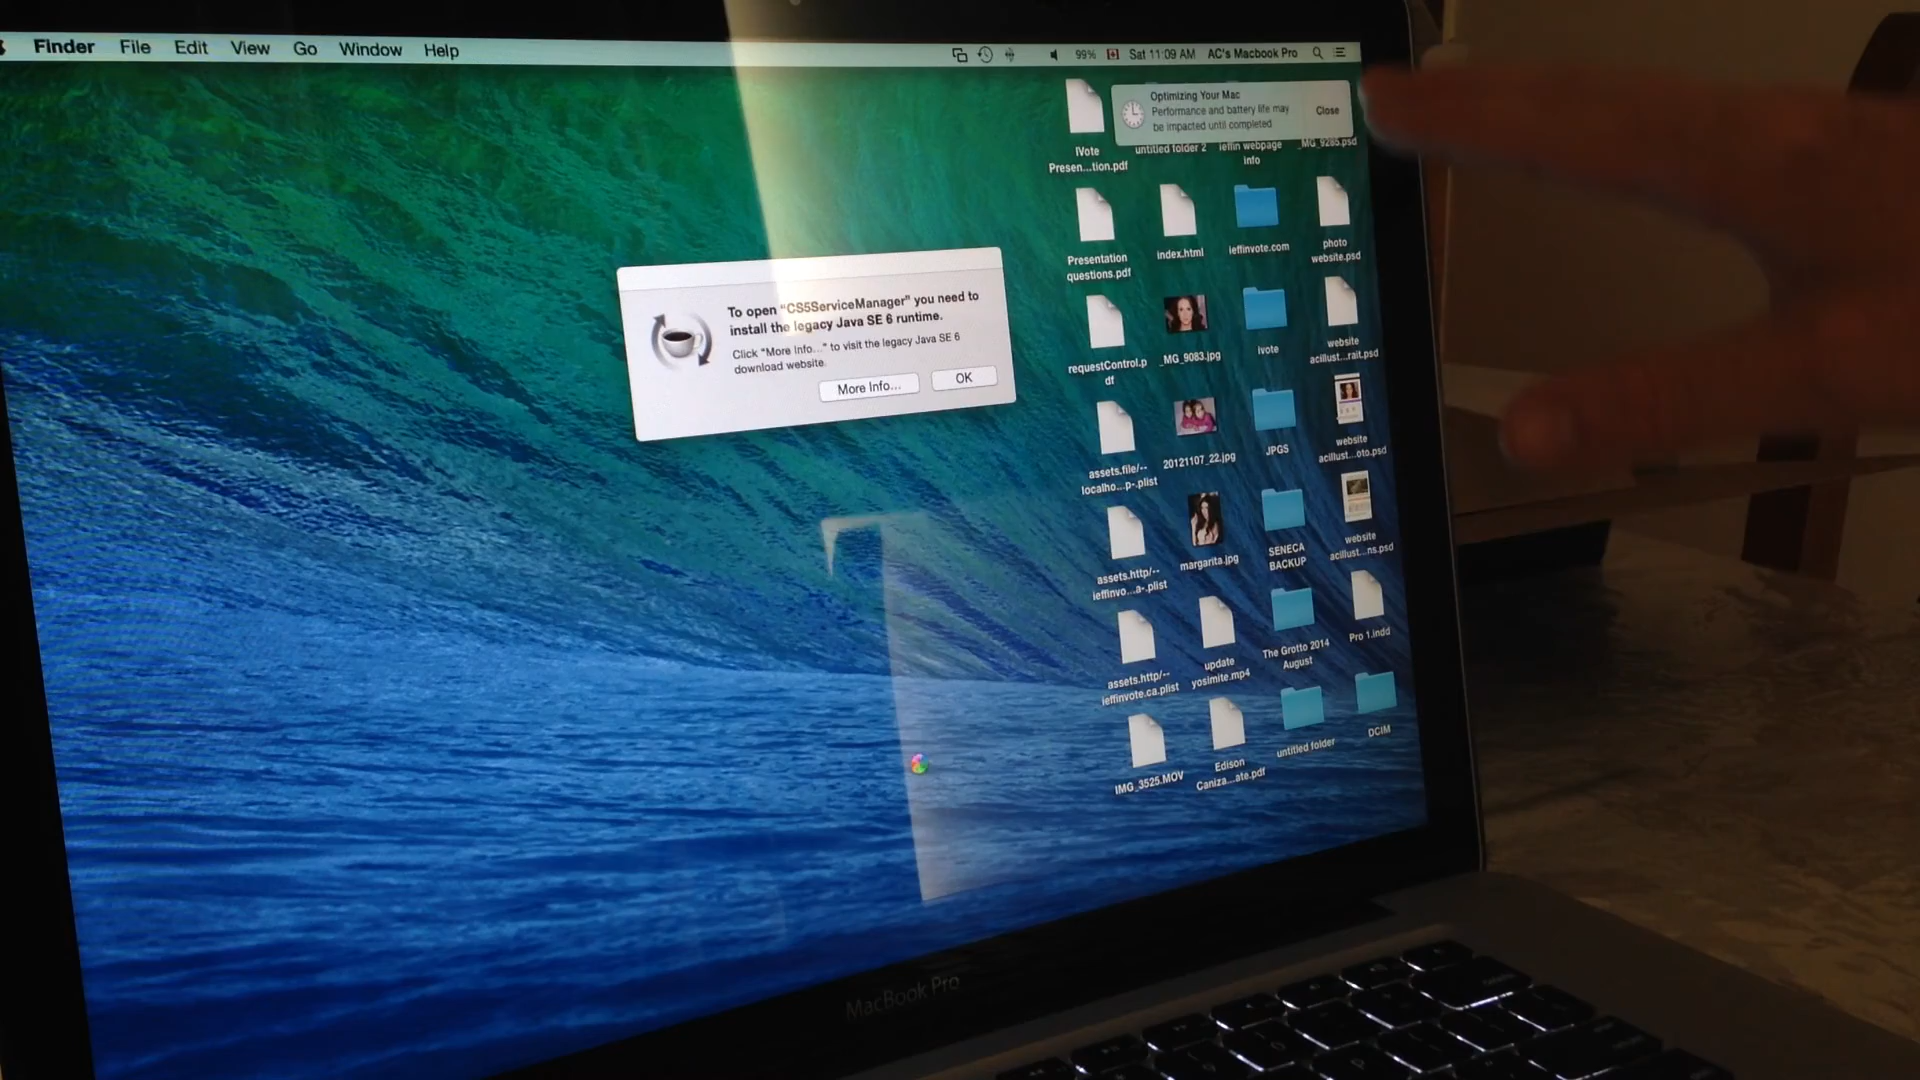 Finder File Edit View Go Window Help
99% Sat 11:09 AM AC's Macbook Pro
Optimizing Your Mac
Performance and battery life may
be impacted until completed
Close
To open "CS5ServiceManager" you need to
install the legacy Java SE 6 runtime.
Click "More Info..." to visit the legacy Java SE 6
download website.
More Info...
OK
IVote
Presen...tion.pdf
untitled folder 2
ieffin webpage
info
_MG_9285.psd
Presentation
questions.pdf
index.html
ieffinvote.com
photo
website.psd
requestControl.p
df
_MG_9083.jpg
ivote
website
acillust...rait.psd
assets.file/--
localho...p-.plist
20121107_22.jpg
JPGS
website
acillust...oto.psd
assets.http/--
ieffinvo...a-.plist
margarita.jpg
SENECA
BACKUP
website
acillust...ns.psd
assets.http/--
ieffinvote.ca.plist
update
yosimite.mp4
The Grotto 2014
August
Pro 1.indd
IMG_3525.MOV
Edison
Caniza...ate.pdf
untitled folder
DCIM
MacBook Pro